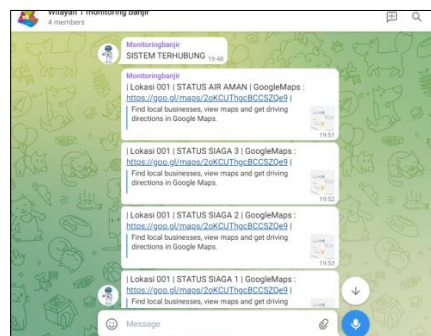 Wilayah 1 monitoring banjir
4 members
Monitoringbanjir
SISTEM TERHUBUNG 19:48
Monitoringbanjir
| Lokasi 001 | STATUS AIR AMAN | GoogleMaps :
https://goo.gl/maps/2oKCUThgcBCCSZQe9 |
Find local businesses, view maps and get driving
directions in Google Maps.
19:51
| Lokasi 001 | STATUS SIAGA 3 | GoogleMaps :
https://goo.gl/maps/2oKCUThgcBCCSZQe9 |
Find local businesses, view maps and get driving
directions in Google Maps.
19:52
| Lokasi 001 | STATUS SIAGA 2 | GoogleMaps :
https://goo.gl/maps/2oKCUThgcBCCSZQe9 |
Find local businesses, view maps and get driving
directions in Google Maps.
19:53
| Lokasi 001 | STATUS SIAGA 1 | GoogleMaps :
https://goo.gl/maps/2oKCUThgcBCCSZQe9 |
Find local businesses, view maps and get driving
Message